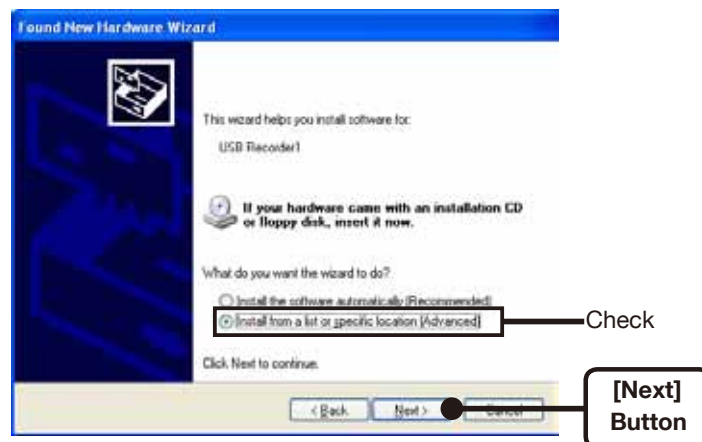 Found New Hardware Wizard
This wizard helps you install software for:
USB Recorder1
If your hardware came with an installation CD
or floppy disk, insert it now.
What do you want the wizard to do?
Install the software automatically (Recommended)
Install from a list or specific location (Advanced)
Check
Click Next to continue.
< Back
Next >
Cancel
[Next]
Button